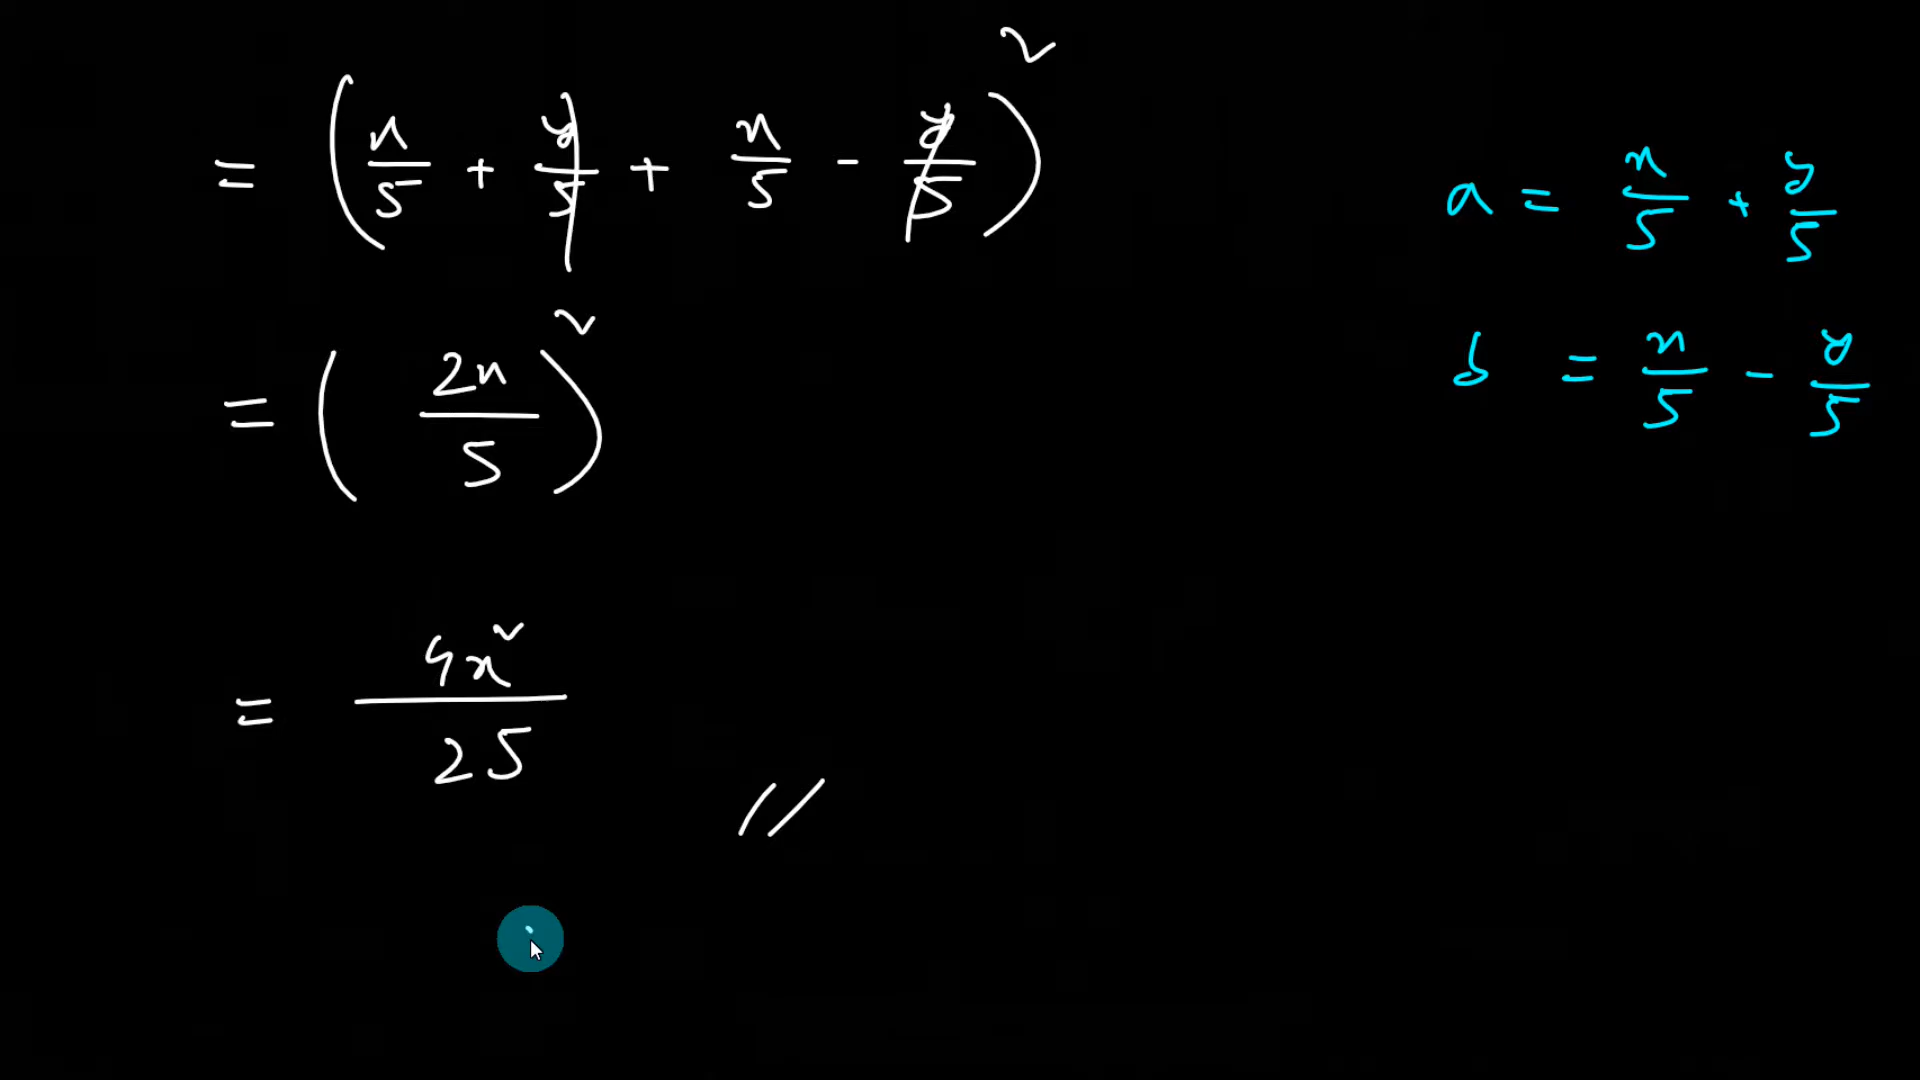 = (x/5 + y/5 + x/5 - y/5)²
= (2x/5)²
= 4x²/25 //
a = x/5 + y/5
b = x/5 - y/5